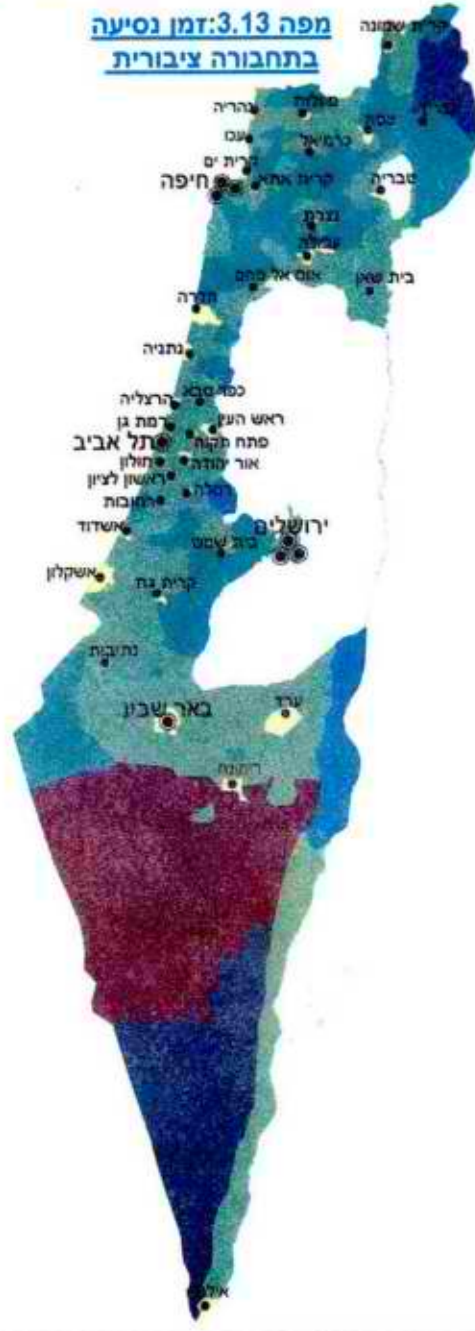 מפה 3.13: זמן נסיעה
בתחבורה ציבורית
קרית שמונה
נהריה
מעלות
עכו
צפת
כרמיאל
קרית ים
חיפה
קרית אתא
טבריה
נצרת
עפולה
אום אל פחם
בית שאן
חדרה
נתניה
כפר סבא
הרצליה
ראש העין
רמת גן
פתח תקוה
תל אביב
חולון
אור יהודה
ראשון לציון
רמלה
רחובות
ירושלים
אשדוד
בית שמש
אשקלון
קרית גת
נתיבות
באר שבע
ערד
דימונה
אילת